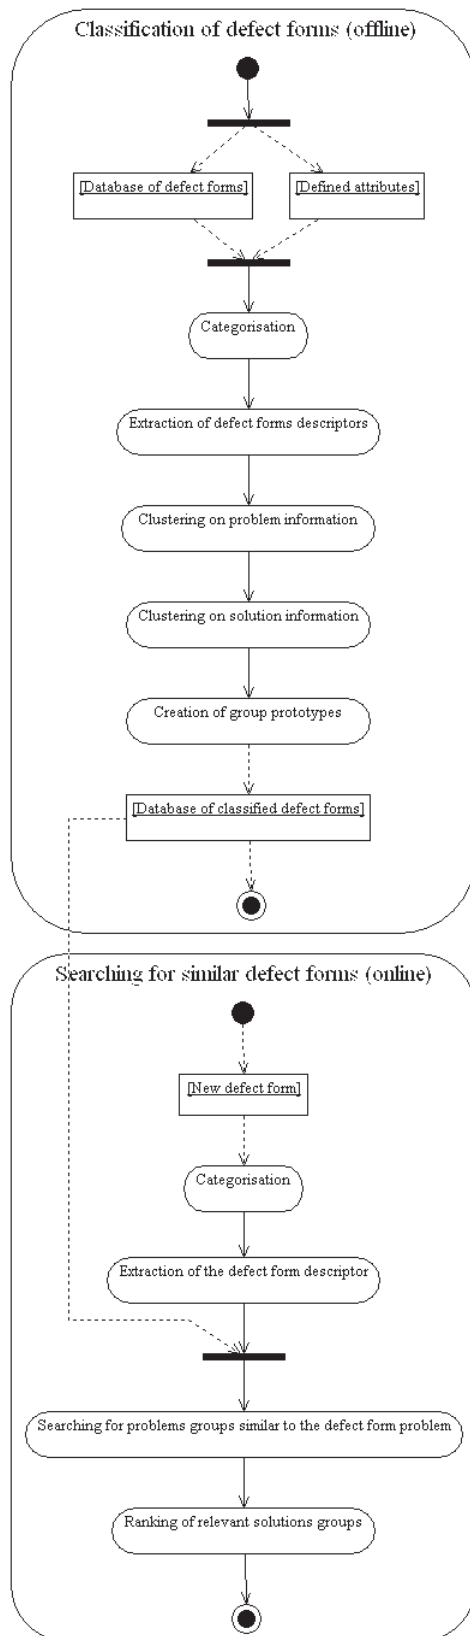 Classification of defect forms (offline)
[Database of defect forms]
[Defined attributes]
Categorisation
Extraction of defect forms descriptors
Clustering on problem information
Clustering on solution information
Creation of group prototypes
[Database of classified defect forms]
Searching for similar defect forms (online)
[New defect form]
Categorisation
Extraction of the defect form descriptor
Searching for problems groups similar to the defect form problem
Ranking of relevant solutions groups